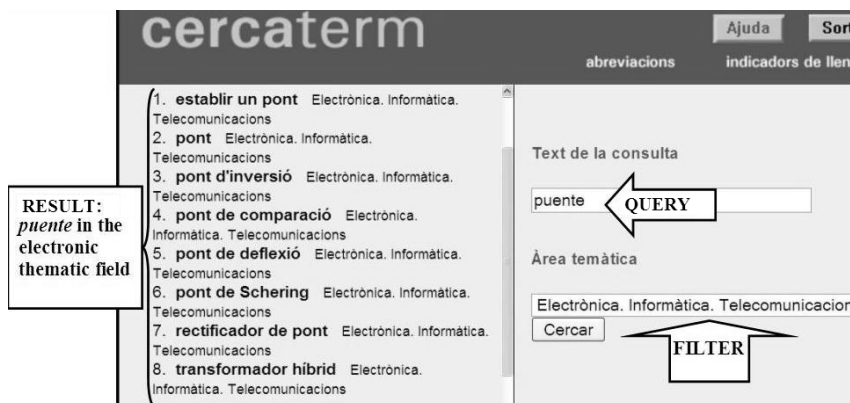 cercaterm
Ajuda
Sort
abreviacions
indicadors de llen
1. establir un pont Electrònica. Informàtica.
Telecomunicacions
2. pont Electrònica. Informàtica.
Telecomunicacions
3. pont d'inversió Electrònica. Informàtica.
Telecomunicacions
4. pont de comparació Electrònica.
Informàtica. Telecomunicacions
5. pont de deflexió Electrònica. Informàtica.
Telecomunicacions
6. pont de Schering Electrònica. Informàtica.
Telecomunicacions
7. rectificador de pont Electrònica. Informàtica.
Telecomunicacions
8. transformador híbrid Electrònica.
Informàtica. Telecomunicacions
RESULT:
puente in the
electronic
thematic field
Text de la consulta
puente
QUERY
Àrea temàtica
Electrònica. Informàtica. Telecomunicacion
Cercar
FILTER